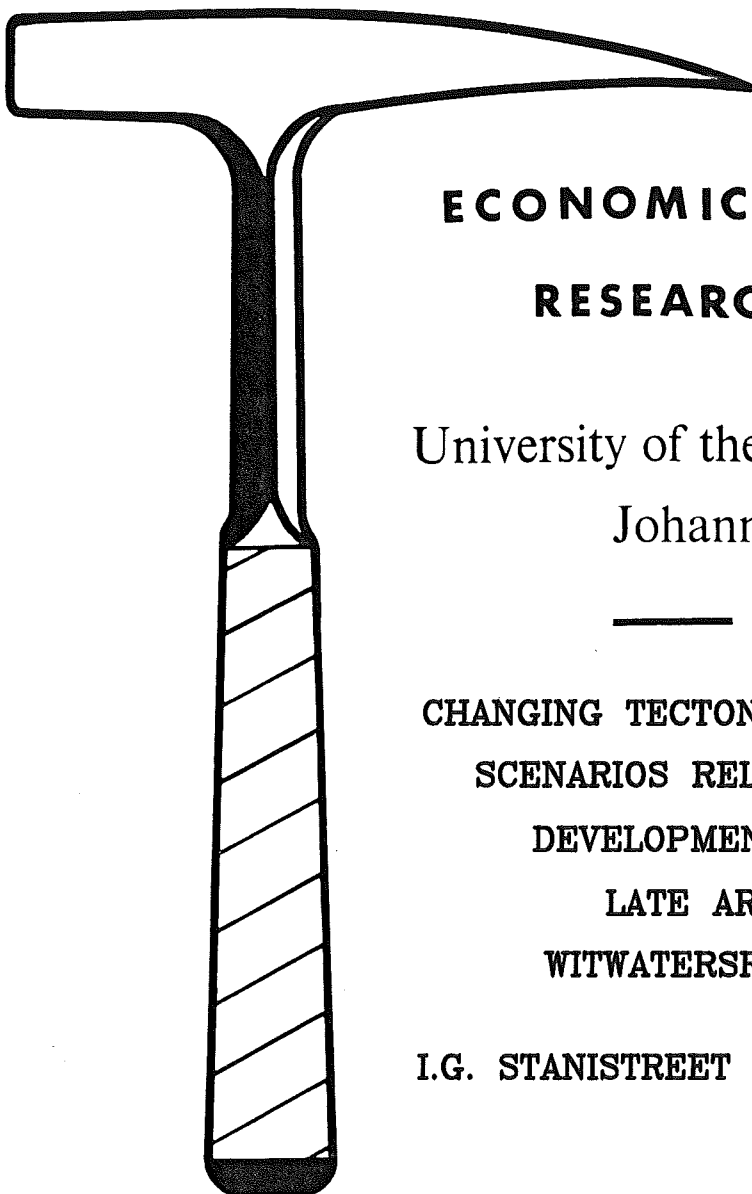 ECONOMIC
RESEARC
University of the
Johann
CHANGING TECTON
SCENARIOS REL
DEVELOPMEN
LATE AR
WITWATERSR
I.G. STANISTREET